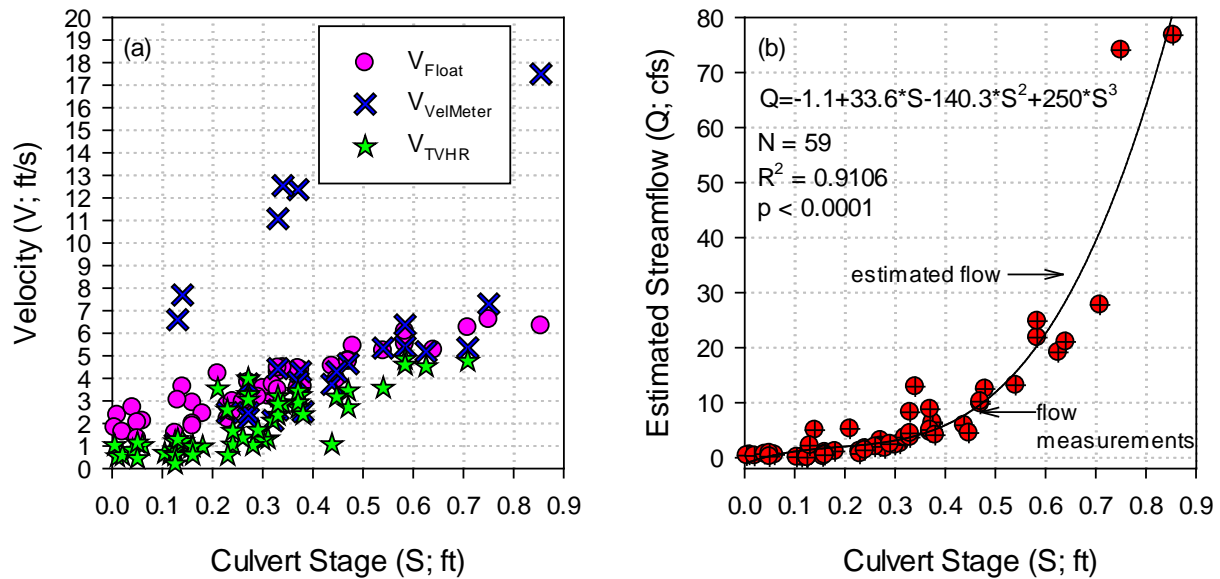 (a)
V_Float
V_VelMeter
V_TVHR
20
19
18
17
16
15
14
13
12
11
10
9
8
7
6
5
4
3
2
1
0
Velocity (V; ft/s)
0.0 0.1 0.2 0.3 0.4 0.5 0.6 0.7 0.8 0.9
Culvert Stage (S; ft)
(b)
Q=-1.1+33.6*S-140.3*S²+250*S³
N = 59
R² = 0.9106
p < 0.0001
estimated flow
flow
measurements
80
70
60
50
40
30
20
10
0
Estimated Streamflow (Q; cfs)
0.0 0.1 0.2 0.3 0.4 0.5 0.6 0.7 0.8 0.9
Culvert Stage (S; ft)